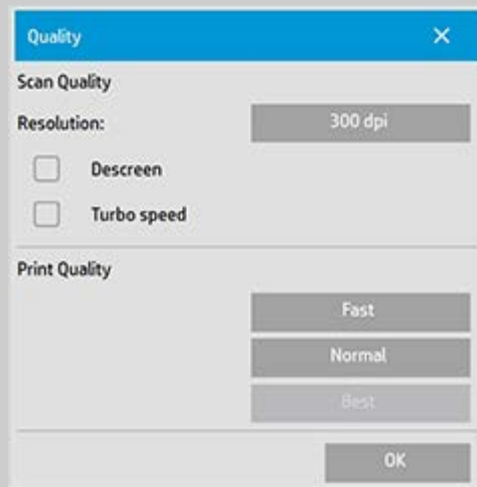 Quality
Scan Quality
Resolution: 300 dpi
Descreen
Turbo speed
Print Quality
Fast
Normal
Best
OK